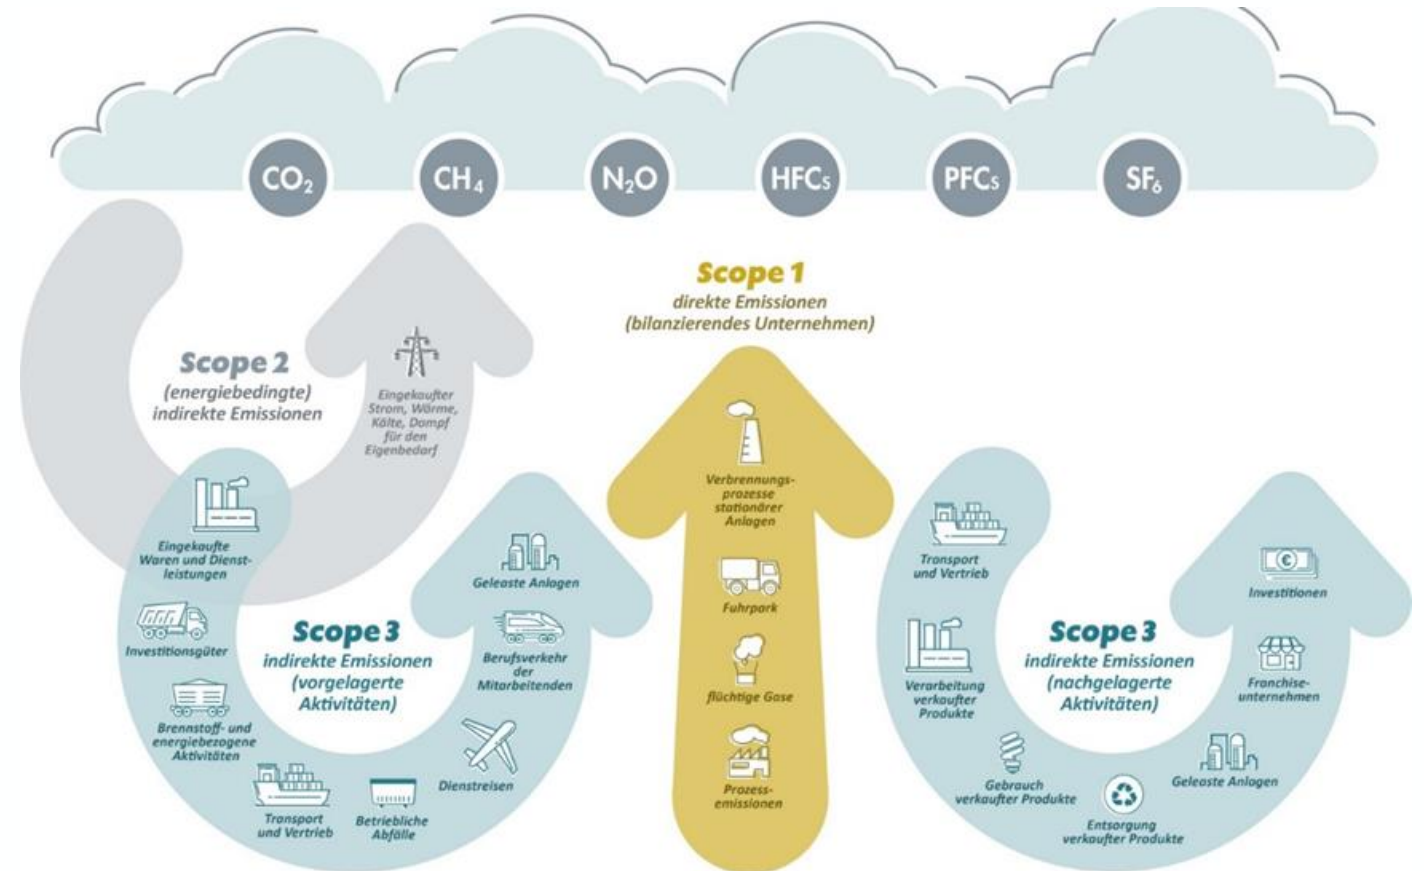 CO₂
CH₄
N₂O
HFCs
PFCs
SF₆
Scope 2
(energiebedingte)
indirekte Emissionen
Eingekaufter
Strom, Wärme,
Kälte, Dampf
für den
Eigenbedarf
Scope 1
direkte Emissionen
(bilanzierendes Unternehmen)
Verbrennungs-
prozesse
stationärer
Anlagen
Fuhrpark
flüchtige Gase
Prozess-
emissionen
Eingekaufte
Waren und Dienst-
leistungen
Investitionsgüter
Brennstoff- und
energiebezogene
Aktivitäten
Transport
und Vertrieb
Betriebliche
Abfälle
Dienstreisen
Berufsverkehr
der
Mitarbeitenden
Geleaste Anlagen
Scope 3
indirekte Emissionen
(vorgelagerte
Aktivitäten)
Transport
und Vertrieb
Verarbeitung
verkaufter
Produkte
Gebrauch
verkaufter Produkte
Entsorgung
verkaufter Produkte
Geleaste Anlagen
Franchise-
unternehmen
Investitionen
Scope 3
indirekte Emissionen
(nachgelagerte
Aktivitäten)